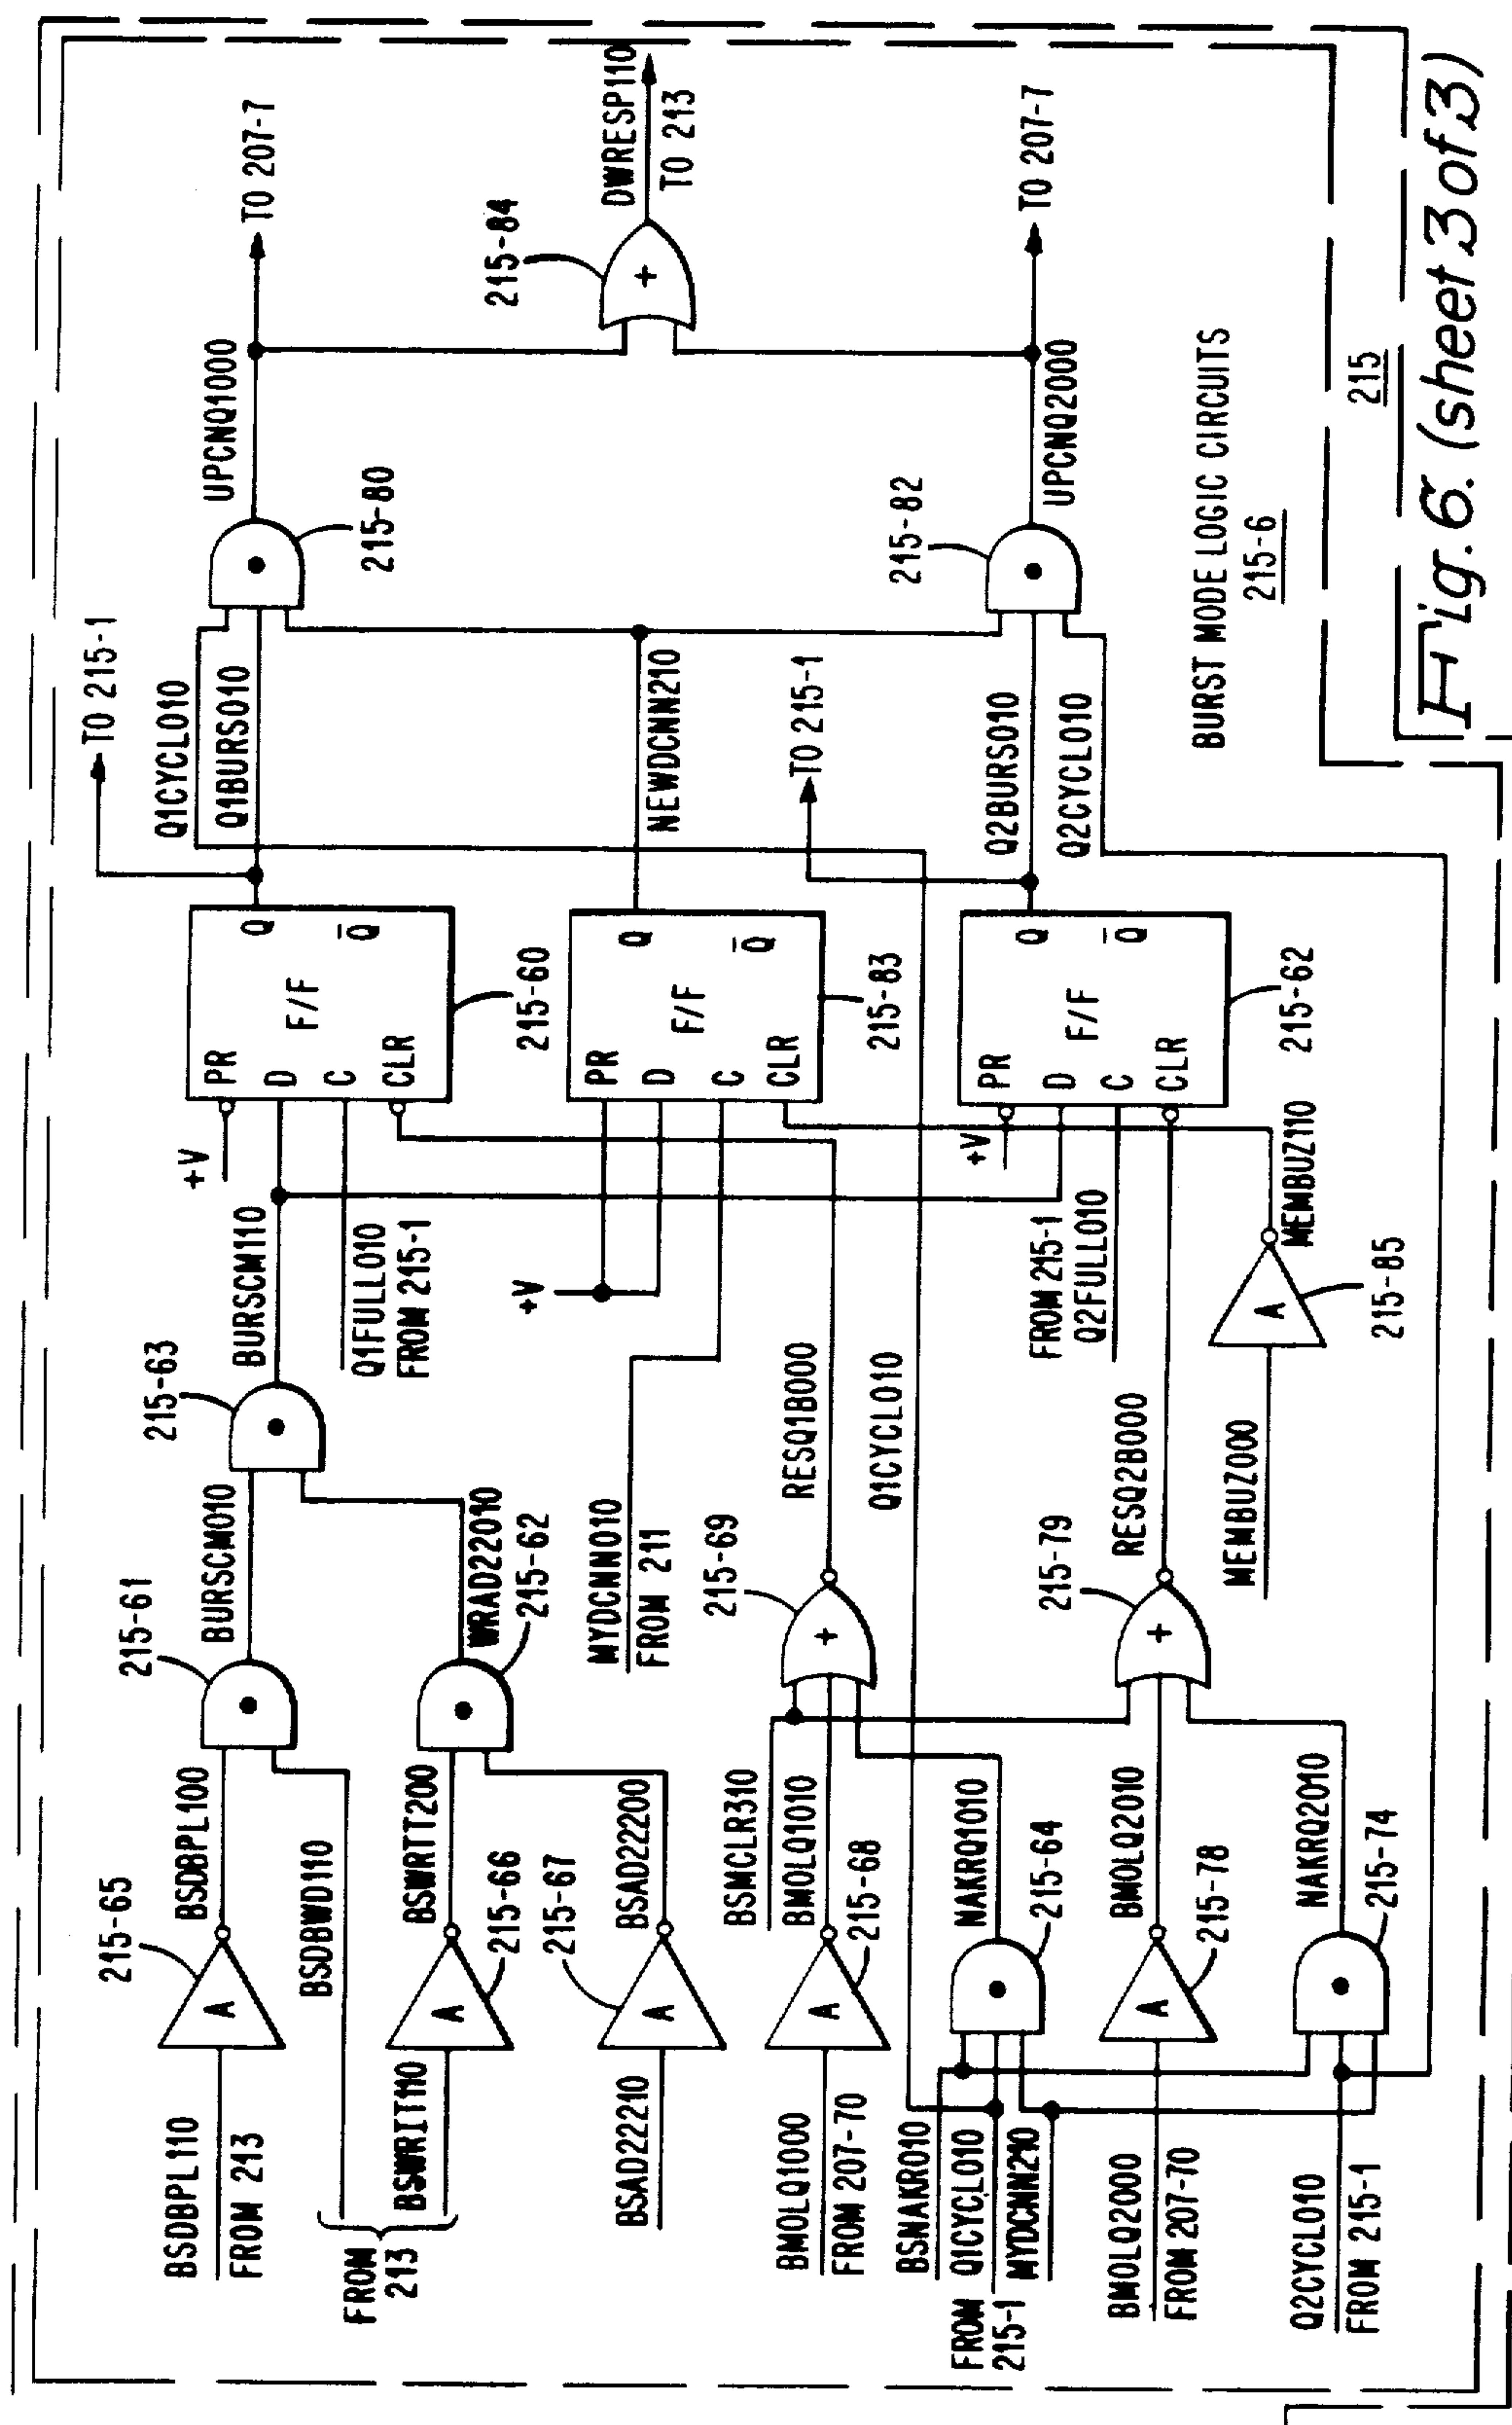 BSDBPL110
FROM 213
215-65
A
BSDBPL100
215-61
BURSCM010
215-63
BURSCM110
Q1FULL010
FROM 215-1
+V
PR
D
C
CLR
F/F
Q
Q̅
215-60
TO 215-1
Q1CYCL010
Q1BURS010
215-80
UPCNQ1000
TO 207-7
BSDBWD110
FROM
213
BSWRIT110
A
215-66
BSWRTT200
WRAD22010
215-62
BSAD22210
A
215-67
BSAD22200
MYDCNN010
FROM 211
+V
PR
D
C
CLR
F/F
Q
Q̅
215-83
NEWDCNN210
215-84
+
DWRESP110
TO 213
BMOLQ1000
FROM 207-70
A
215-68
BSMCLR310
BMOLQ1010
215-69
+
RESQ1B000
Q1CYCL010
BSNAKR010
FROM
215-1
Q1CYCL010
MYDCNN210
NAKRQ1010
215-64
BMOLQ2000
FROM 207-70
A
215-78
BMOLQ2010
215-79
+
RESQ2B000
FROM 215-1
Q2FULL010
+V
PR
D
C
CLR
F/F
Q
Q̅
215-62
TO 215-1
Q2BURS010
Q2CYCL010
215-82
UPCNQ2000
TO 207-7
Q2CYCL010
FROM 215-1
NAKRQ2010
215-74
MEMBUZ000
A
215-85
MEMBUZ110
BURST MODE LOGIC CIRCUITS
215-6
215
Fig. 6. (sheet 3 of 3)